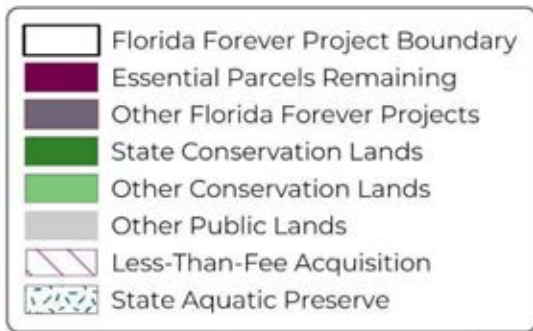 Florida Forever Project Boundary
Essential Parcels Remaining
Other Florida Forever Projects
State Conservation Lands
Other Conservation Lands
Other Public Lands
Less-Than-Fee Acquisition
State Aquatic Preserve